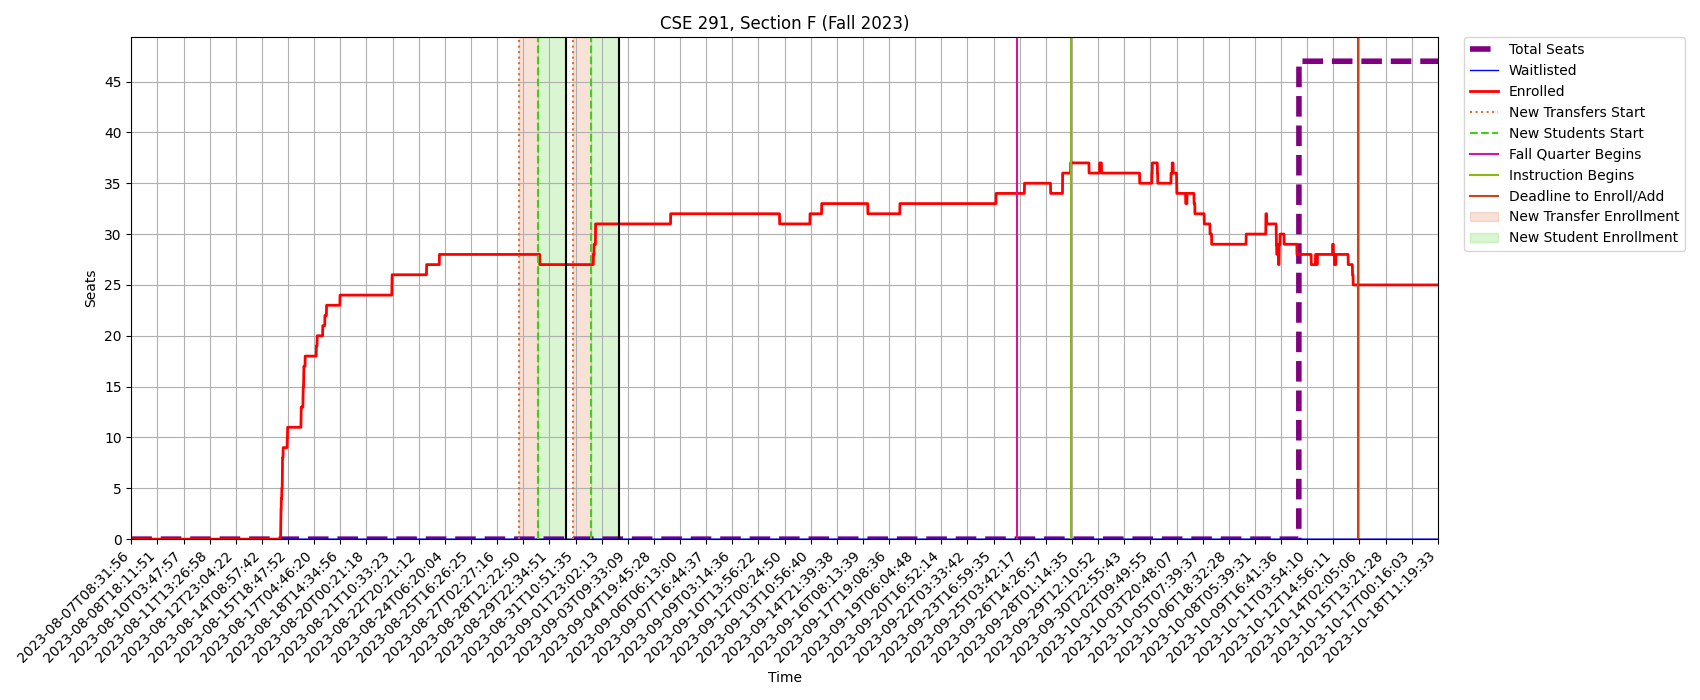 CSE 291, Section F (Fall 2023)
Total Seats
Waitlisted
Enrolled
New Transfers Start
New Students Start
Fall Quarter Begins
Instruction Begins
Deadline to Enroll/Add
New Transfer Enrollment
New Student Enrollment
Seats
45
40
35
30
25
20
15
10
5
0
2023-08-07T08:31:56
2023-08-08T18:11:51
2023-08-10T03:47:57
2023-08-11T13:26:58
2023-08-12T23:04:22
2023-08-14T08:57:42
2023-08-15T18:47:52
2023-08-17T04:46:20
2023-08-18T14:34:56
2023-08-20T00:21:18
2023-08-21T10:33:23
2023-08-22T20:21:12
2023-08-24T06:20:04
2023-08-25T16:26:25
2023-08-27T02:27:16
2023-08-28T12:22:50
2023-08-29T22:34:51
2023-08-31T10:51:35
2023-09-01T23:02:13
2023-09-03T09:33:09
2023-09-04T19:45:28
2023-09-06T06:13:00
2023-09-07T16:44:37
2023-09-09T03:14:36
2023-09-10T13:56:22
2023-09-12T00:24:50
2023-09-13T11:56:40
2023-09-14T21:39:38
2023-09-16T08:13:39
2023-09-17T19:08:36
2023-09-19T06:04:48
2023-09-20T16:52:14
2023-09-22T03:33:42
2023-09-23T16:59:35
2023-09-25T03:42:17
2023-09-26T14:26:57
2023-09-28T01:14:35
2023-09-29T12:10:52
2023-09-30T22:55:43
2023-10-02T09:49:55
2023-10-03T20:48:07
2023-10-05T07:39:37
2023-10-06T18:32:28
2023-10-08T05:39:31
2023-10-09T16:41:36
2023-10-11T03:54:10
2023-10-12T14:56:11
2023-10-14T02:05:06
2023-10-15T13:21:28
2023-10-17T00:16:03
2023-10-18T11:19:33
Time